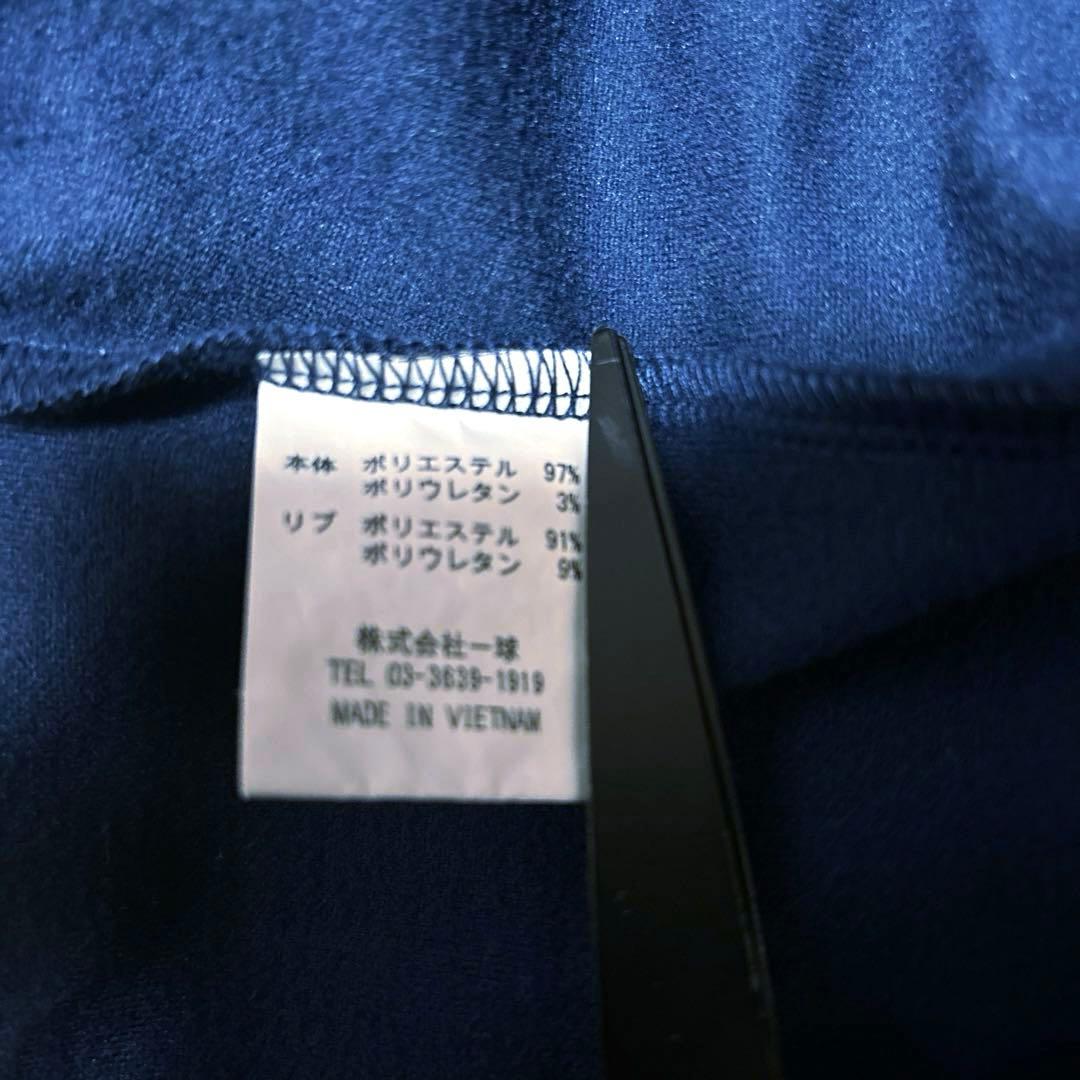 本体 ポリエステル 97%
ポリウレタン 3%
リブ ポリエステル 91%
ポリウレタン 9%
株式会社一球
TEL 03-3639-1919
MADE IN VIETNAM